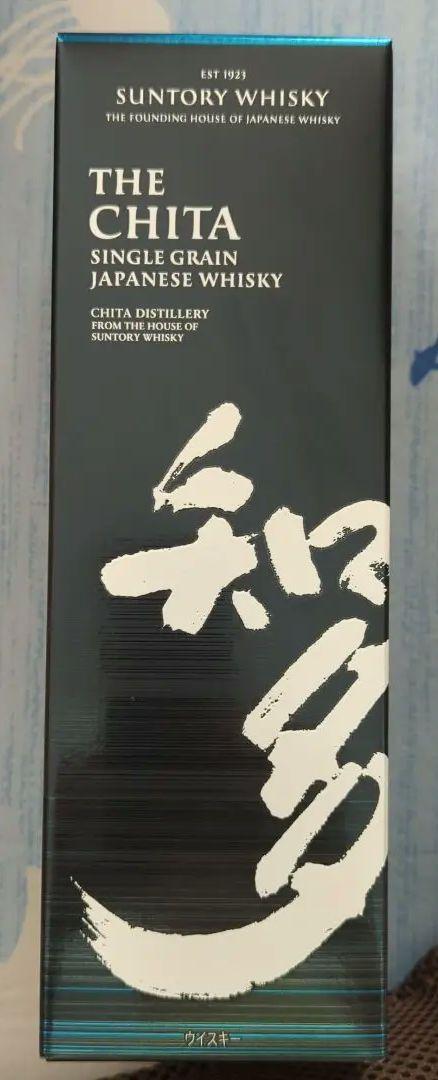 EST 1923
SUNTORY WHISKY
THE FOUNDING HOUSE OF JAPANESE WHISKY
THE
CHITA
SINGLE GRAIN
JAPANESE WHISKY
CHITA DISTILLERY
FROM THE HOUSE OF
SUNTORY WHISKY
知
多
ウイスキー